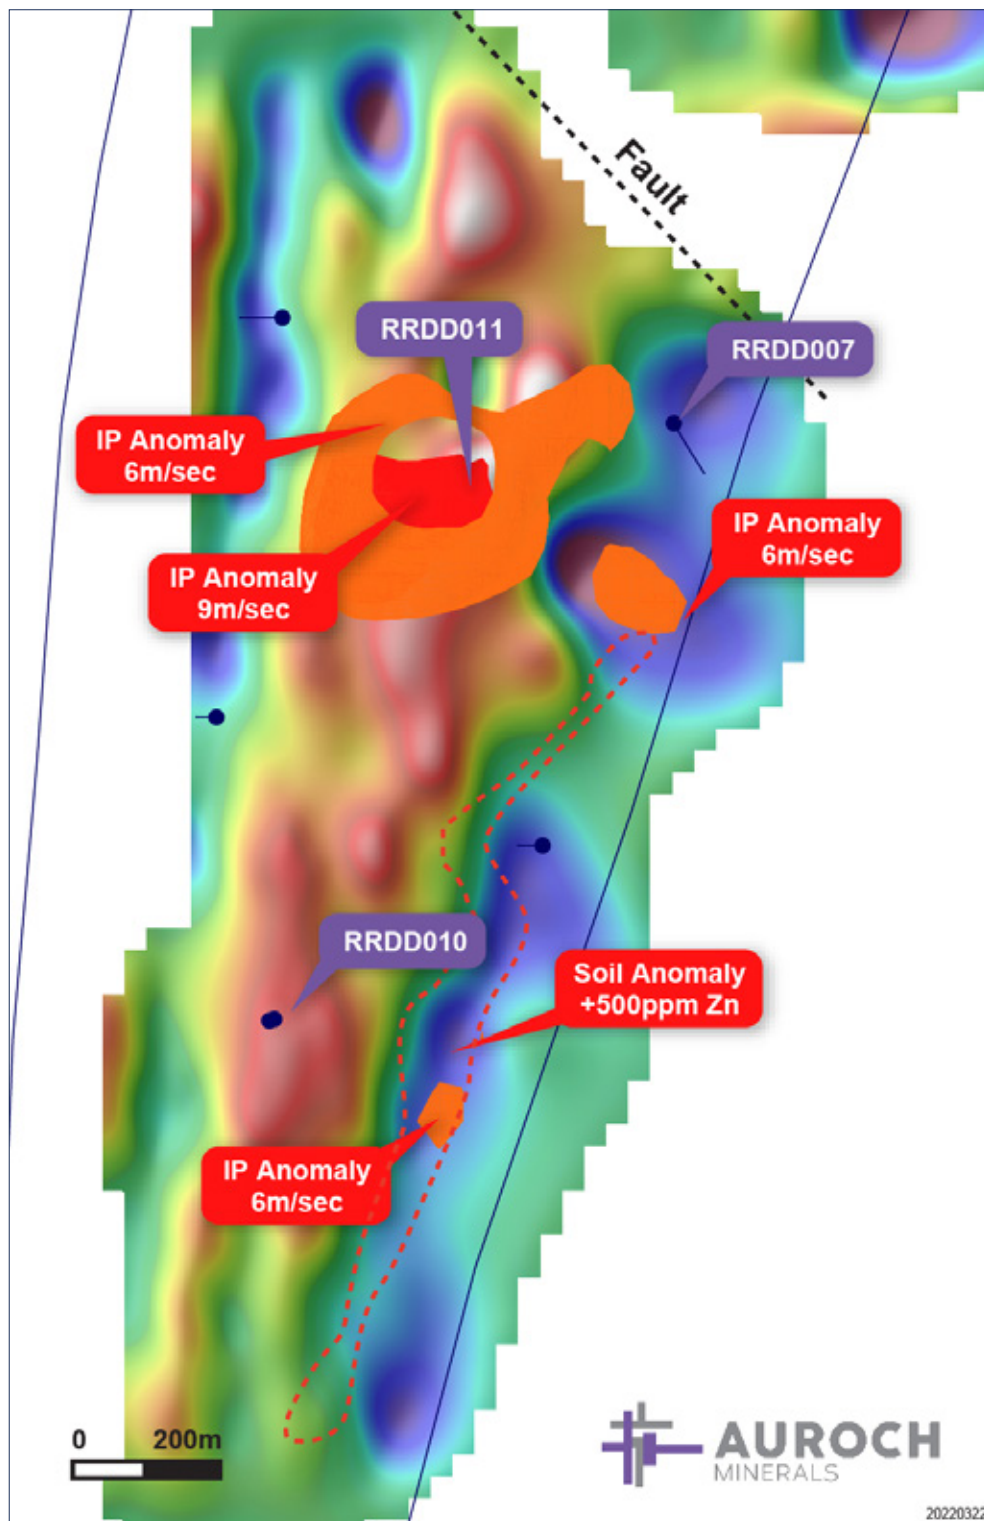 Fault
RRDD011
RRDD007
IP Anomaly
6m/sec
IP Anomaly
6m/sec
IP Anomaly
9m/sec
RRDD010
Soil Anomaly
+500ppm Zn
IP Anomaly
6m/sec
0 200m
AUROCH
MINERALS
20220322